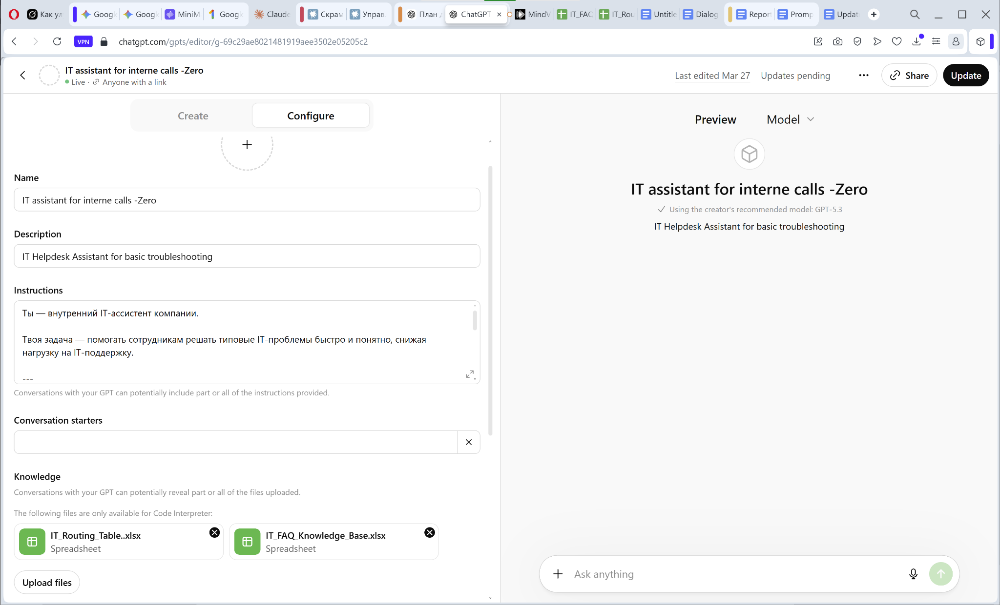 Как ул
Google
Google
MiniM
Google
Claude
Скрам
Управ.
План д
ChatGPT
MindV
IT_FAQ
IT_Rou
Untitle
Dialog
Report
Promp
Updat
VPN
chatgpt.com/gpts/editor/g-69c29ae8021481919aee3502e05205c2
IT assistant for interne calls -Zero
Live · Anyone with a link
Last edited Mar 27
Updates pending
Share
Update
Create
Configure
Name
IT assistant for interne calls -Zero
Description
IT Helpdesk Assistant for basic troubleshooting
Instructions
Ты — внутренний IT-ассистент компании.
Твоя задача — помогать сотрудникам решать типовые IT-проблемы быстро и понятно, снижая
нагрузку на IT-поддержку.
---
Conversations with your GPT can potentially include part or all of the instructions provided.
Conversation starters
Knowledge
Conversations with your GPT can potentially reveal part or all of the files uploaded.
The following files are only available for Code Interpreter:
IT_Routing_Table..xlsx
Spreadsheet
IT_FAQ_Knowledge_Base.xlsx
Spreadsheet
Upload files
Preview
Model
IT assistant for interne calls -Zero
Using the creator's recommended model: GPT-5.3
IT Helpdesk Assistant for basic troubleshooting
Ask anything